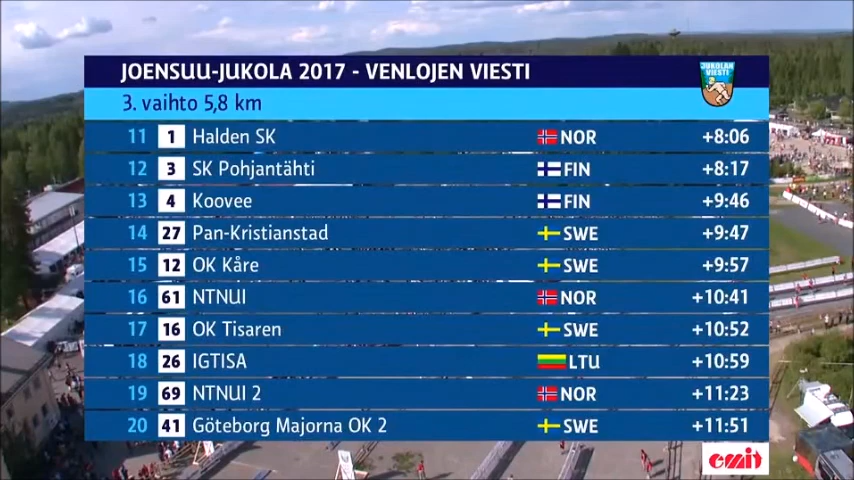 JOENSUU-JUKOLA 2017 - VENLOJEN VIESTI
JUKOLAN
VIESTI
3. vaihto 5,8 km
11 1 Halden SK NOR +8:06
12 3 SK Pohjantähti FIN +8:17
13 4 Koovee FIN +9:46
14 27 Pan-Kristianstad SWE +9:47
15 12 OK Kåre SWE +9:57
16 61 NTNUI NOR +10:41
17 16 OK Tisaren SWE +10:52
18 26 IGTISA LTU +10:59
19 69 NTNUI 2 NOR +11:23
20 41 Göteborg Majorna OK 2 SWE +11:51
emit